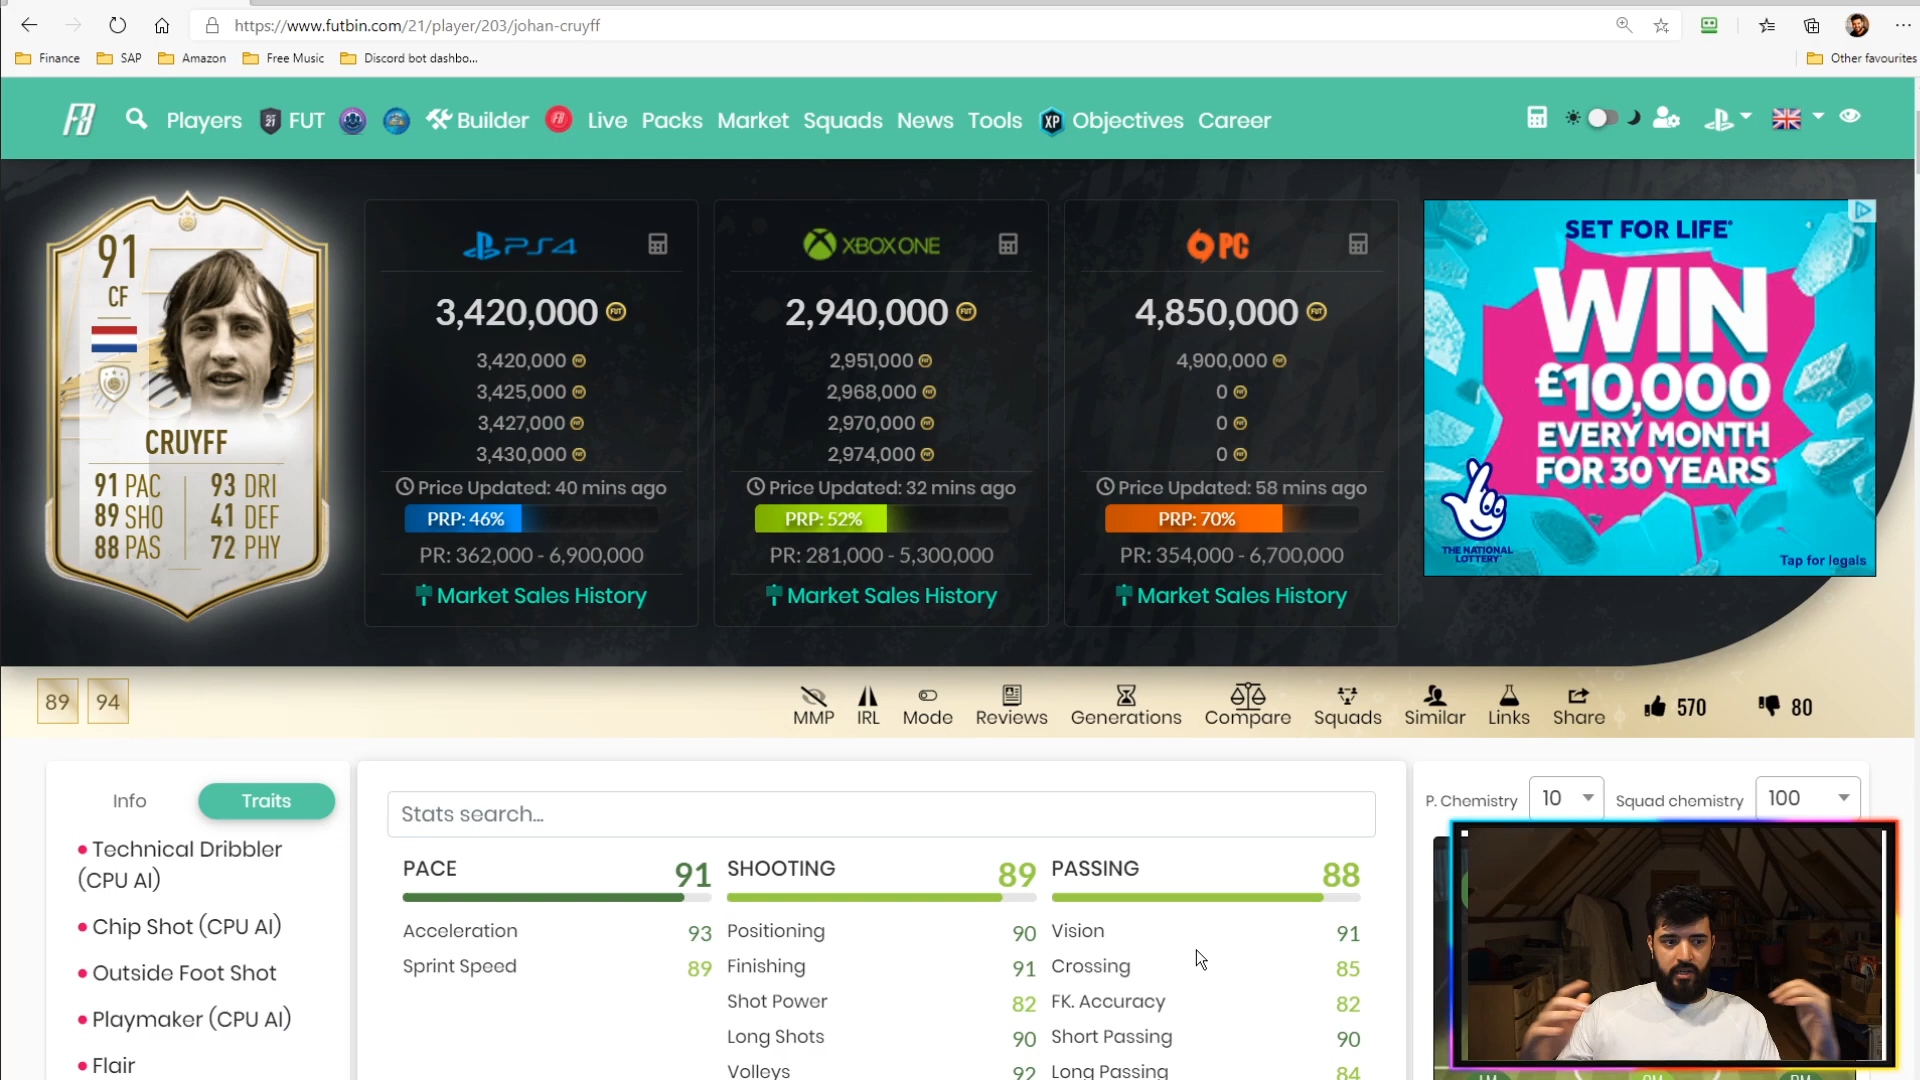 https://www.futbin.com/21/player/203/johan-cruyff
Finance SAP Amazon Free Music Discord bot dashbo... Other favourites
Players FUT Builder Live Packs Market Squads News Tools XP Objectives Career
91
CF
CRUYFF
91 PAC 93 DRI
89 SHO 41 DEF
88 PAS 72 PHY
PS4
3,420,000
3,420,000
3,425,000
3,427,000
3,430,000
Price Updated: 40 mins ago
PRP: 46%
PR: 362,000 - 6,900,000
Market Sales History
XBOX ONE
2,940,000
2,951,000
2,968,000
2,970,000
2,974,000
Price Updated: 32 mins ago
PRP: 52%
PR: 281,000 - 5,300,000
Market Sales History
PC
4,850,000
4,900,000
0
0
0
Price Updated: 58 mins ago
PRP: 70%
PR: 354,000 - 6,700,000
Market Sales History
SET FOR LIFE
WIN
£10,000
EVERY MONTH
FOR 30 YEARS*
THE NATIONAL
LOTTERY
Tap for legals
89 94
MMP IRL Mode Reviews Generations Compare Squads Similar Links Share 570 80
Info Traits
Technical Dribbler
(CPU AI)
Chip Shot (CPU AI)
Outside Foot Shot
Playmaker (CPU AI)
Flair
Stats search...
PACE 91
Acceleration 93
Sprint Speed 89
SHOOTING 89
Positioning 90
Finishing 91
Shot Power 82
Long Shots 90
Volleys 92
PASSING 88
Vision 91
Crossing 85
FK. Accuracy 82
Short Passing 90
Long Passing 84
P. Chemistry 10 Squad chemistry 100